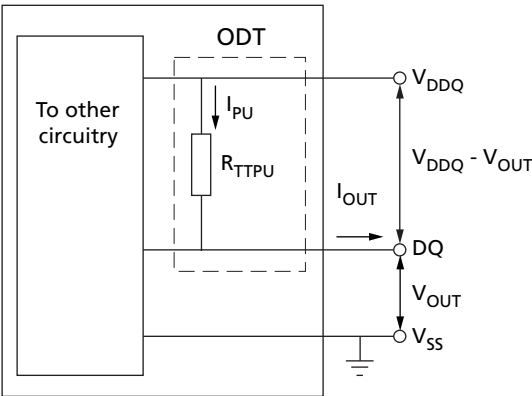 ODT
V_DDQ
To other
circuitry
I_PU
R_TTPU
V_DDQ - V_OUT
I_OUT
DQ
V_OUT
V_SS